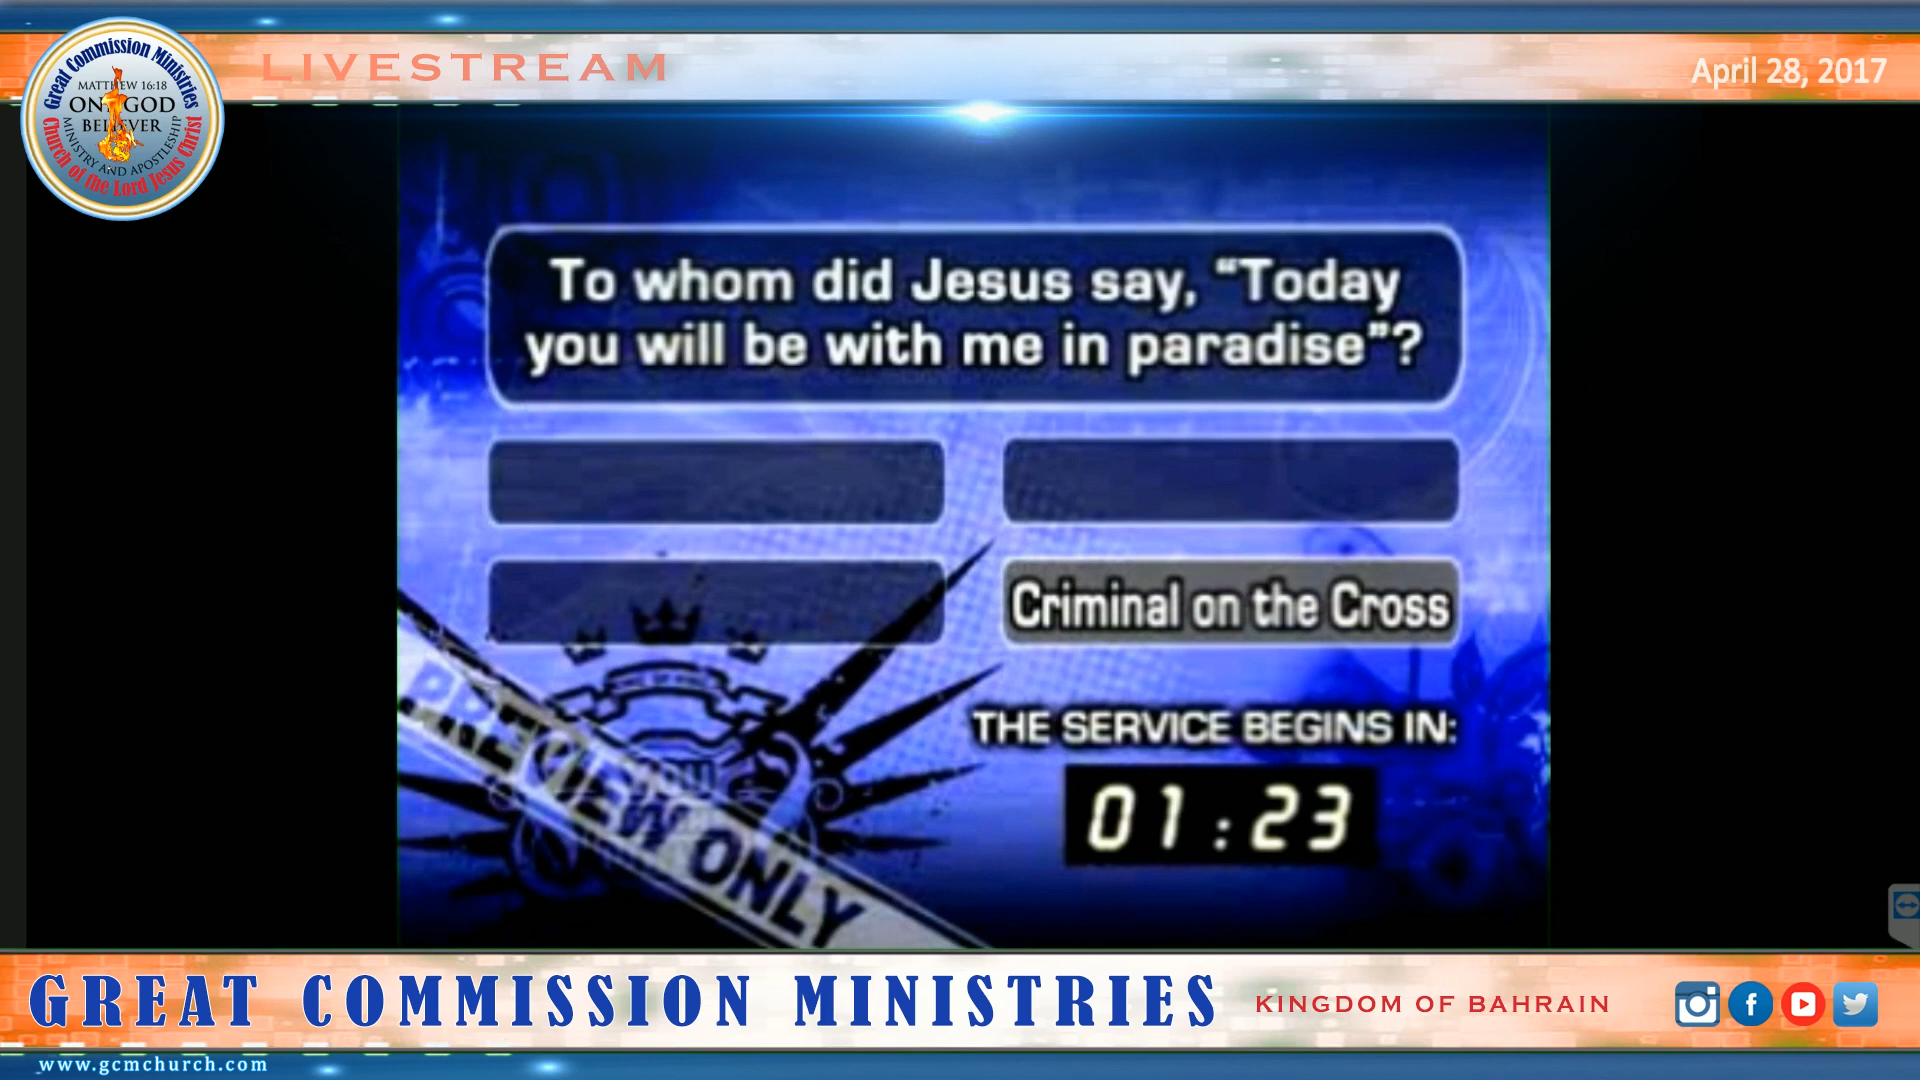 Great Commission Ministries
MATTHEW 16:18
ONE GOD
BELIEVER
MINISTRY AND APOSTLESHIP
Church of the Lord Jesus Christ
LIVESTREAM
April 28, 2017
To whom did Jesus say, “Today
you will be with me in paradise”?
Criminal on the Cross
THE SERVICE BEGINS IN:
01:23
PREVIEW ONLY
GREAT COMMISSION MINISTRIES
KINGDOM OF BAHRAIN
www.gcmchurch.com